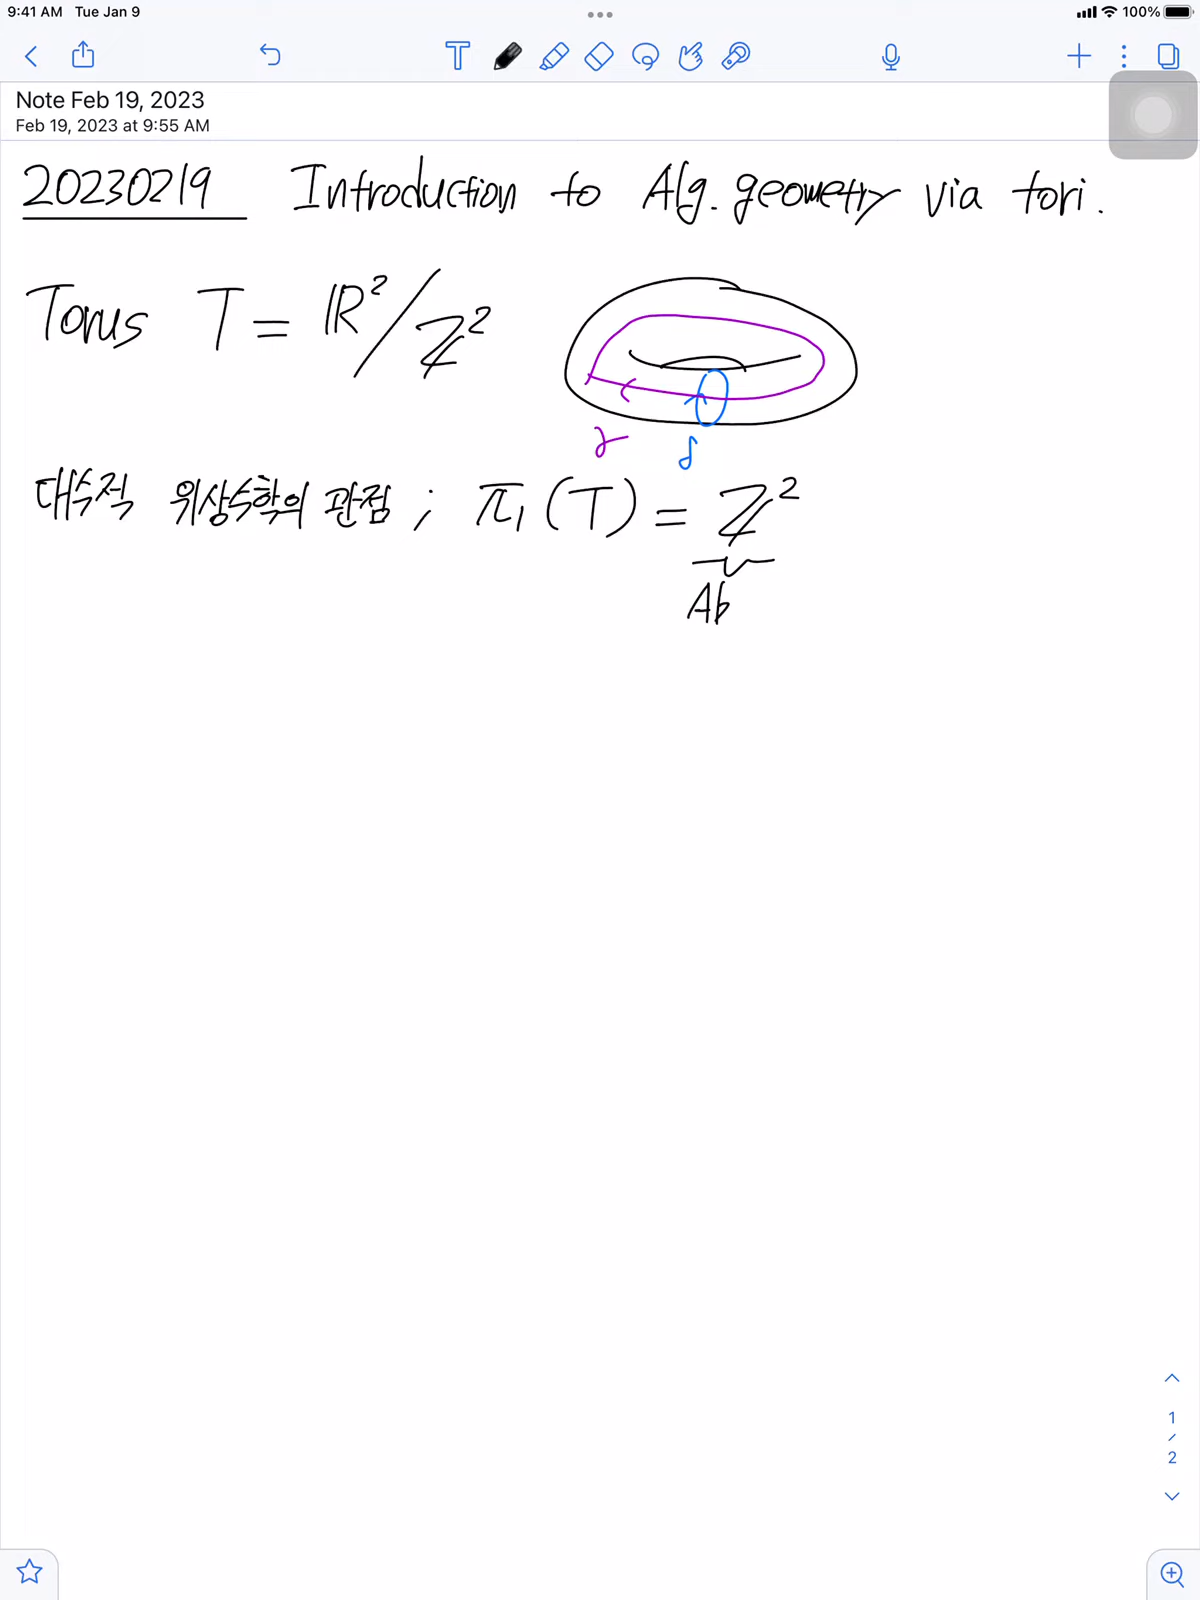 9:41 AM Tue Jan 9
100%
Note Feb 19, 2023
Feb 19, 2023 at 9:55 AM
20230219 Introduction to Alg. geometry via tori.
Torus T = ℝ²/ℤ²
γ δ
대수적 위상수학의 관점 ; π₁(T) = ℤ²
Ab
1
/
2